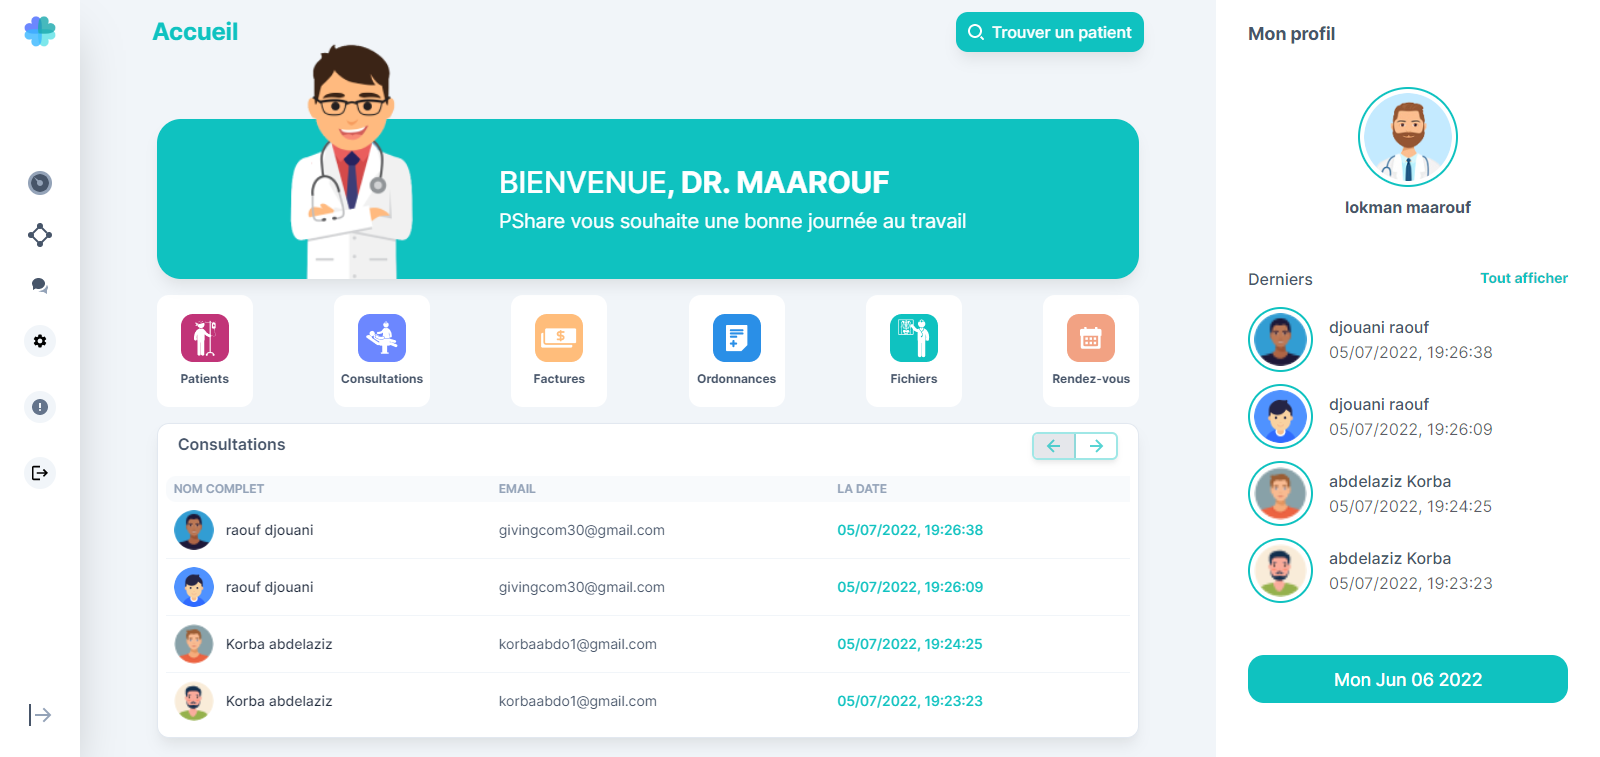 Accueil
Trouver un patient
BIENVENUE, DR. MAAROUF
PShare vous souhaite une bonne journée au travail
Patients
Consultations
Factures
Ordonnances
Fichiers
Rendez-vous
Consultations
NOM COMPLET EMAIL LA DATE
raouf djouani givingcom30@gmail.com 05/07/2022, 19:26:38
raouf djouani givingcom30@gmail.com 05/07/2022, 19:26:09
Korba abdelaziz korbaabdo1@gmail.com 05/07/2022, 19:24:25
Korba abdelaziz korbaabdo1@gmail.com 05/07/2022, 19:23:23
Mon profil
lokman maarouf
Derniers Tout afficher
djouani raouf
05/07/2022, 19:26:38
djouani raouf
05/07/2022, 19:26:09
abdelaziz Korba
05/07/2022, 19:24:25
abdelaziz Korba
05/07/2022, 19:23:23
Mon Jun 06 2022